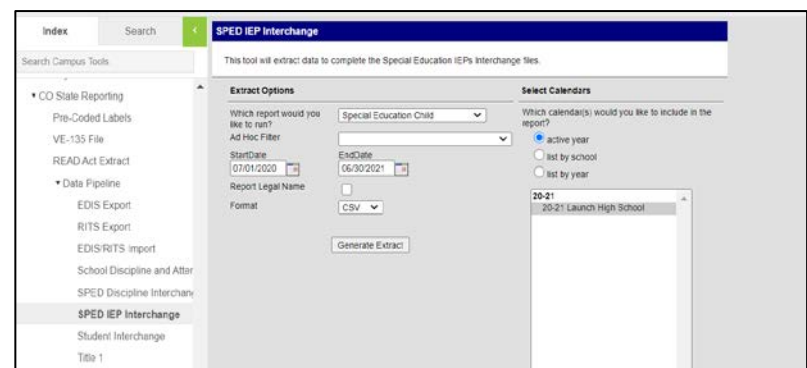 Index
Search
<
Search Campus Tools
CO State Reporting
Pre-Coded Labels
VE-135 File
READ Act Extract
Data Pipeline
EDIS Export
RITS Export
EDIS/RITS Import
School Discipline and Atter
SPED Discipline Interchan
SPED IEP Interchange
Student Interchange
Title 1
SPED IEP Interchange
This tool will extract data to complete the Special Education IEPs Interchange files.
Extract Options
Which report would you
like to run?
Special Education Child
Ad Hoc Filter
StartDate
EndDate
07/01/2020
06/30/2021
Report Legal Name
Format
CSV
Generate Extract
Select Calendars
Which calendar(s) would you like to include in the
report?
active year
list by school
list by year
20-21
20-21 Launch High School